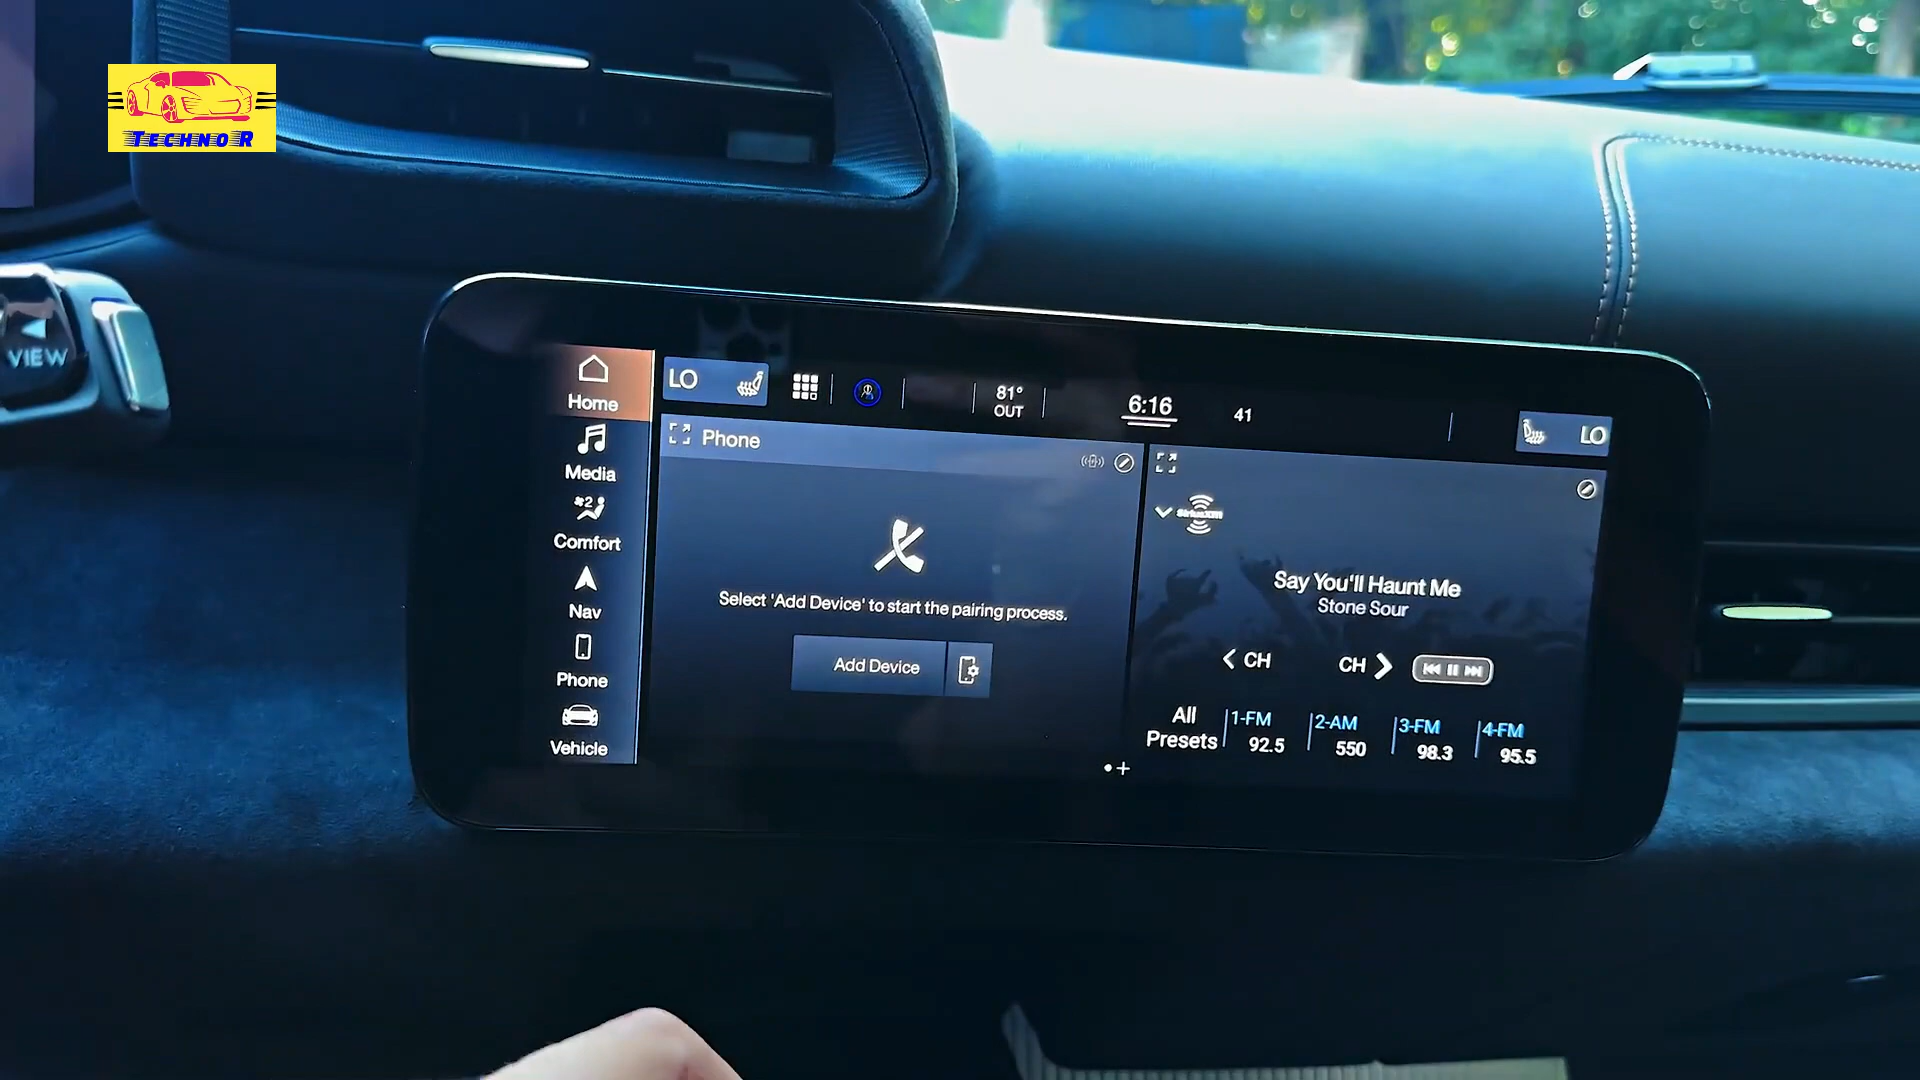 TECHNO R
VIEW
Home
Media
2
Comfort
Nav
Phone
Vehicle
LO
81°
OUT
6:16
41
LO
Phone
Select 'Add Device' to start the pairing process.
Add Device
SiriusXM
Say You'll Haunt Me
Stone Sour
CH
CH
All
Presets
1-FM
92.5
2-AM
550
3-FM
98.3
4-FM
95.5